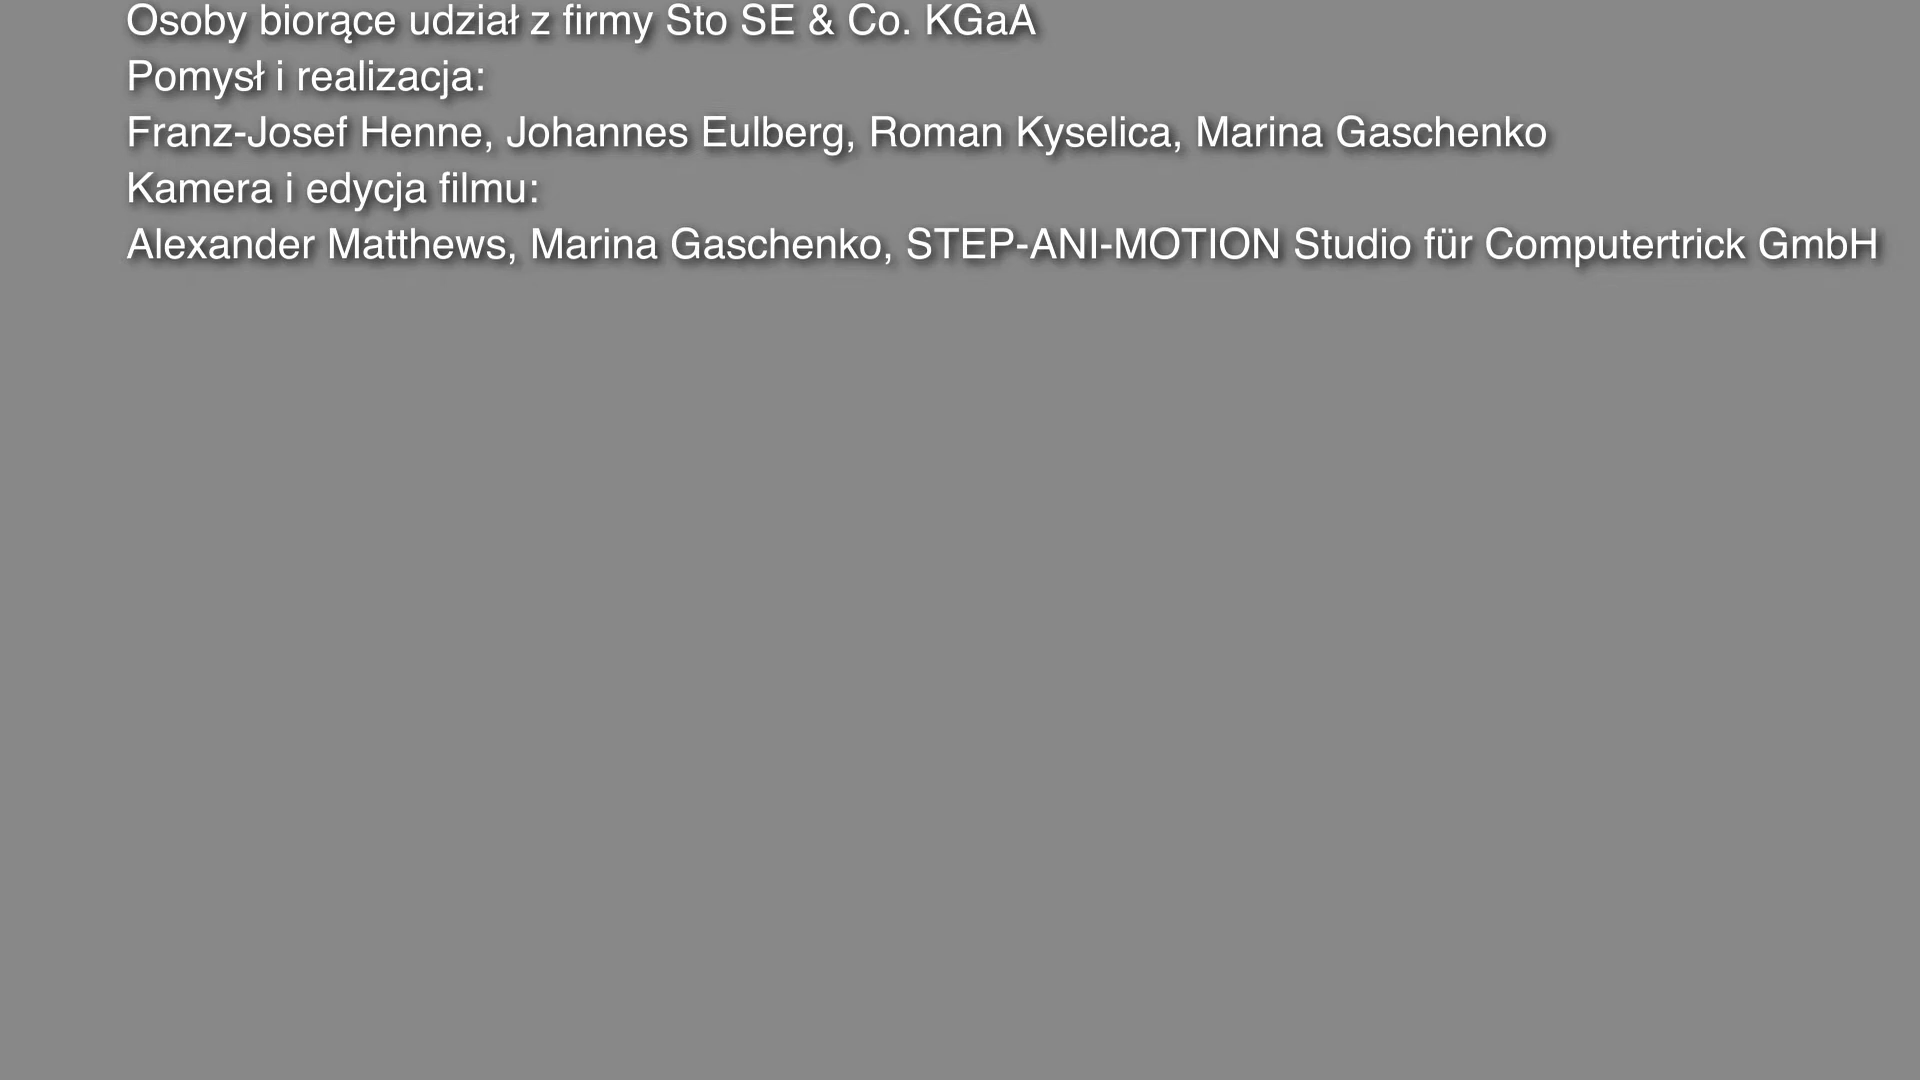 Osoby biorące udział z firmy Sto SE & Co. KGaA
Pomysł i realizacja:
Franz-Josef Henne, Johannes Eulberg, Roman Kyselica, Marina Gaschenko
Kamera i edycja filmu:
Alexander Matthews, Marina Gaschenko, STEP-ANI-MOTION Studio für Computertrick GmbH